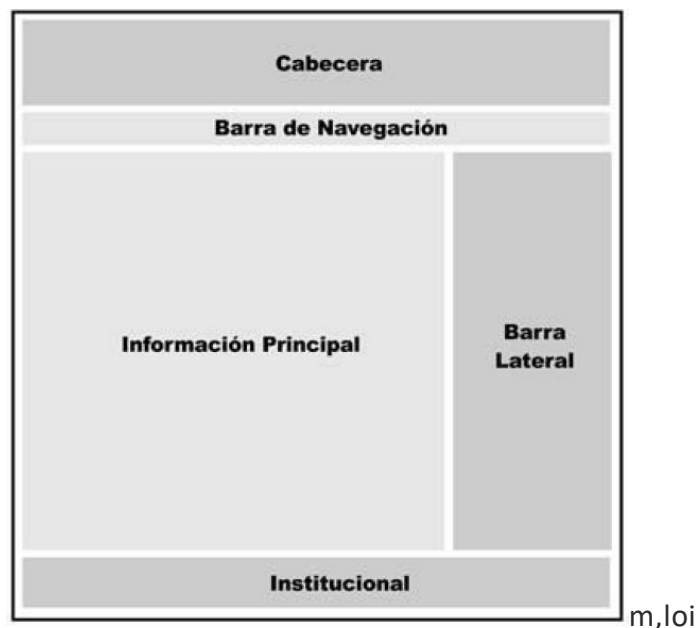 Cabecera
Barra de Navegación
Información Principal
Barra
Lateral
Institucional
m,loi